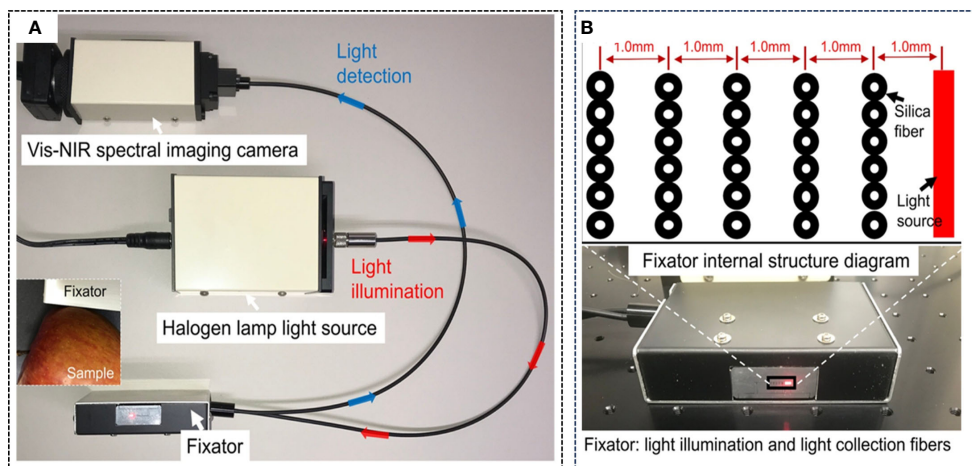 A
Light
detection
Vis-NIR spectral imaging camera
Light
illumination
Halogen lamp light source
Fixator
Sample
Fixator
B
1.0mm 1.0mm 1.0mm 1.0mm 1.0mm
Silica
fiber
Light
source
Fixator internal structure diagram
Fixator: light illumination and light collection fibers